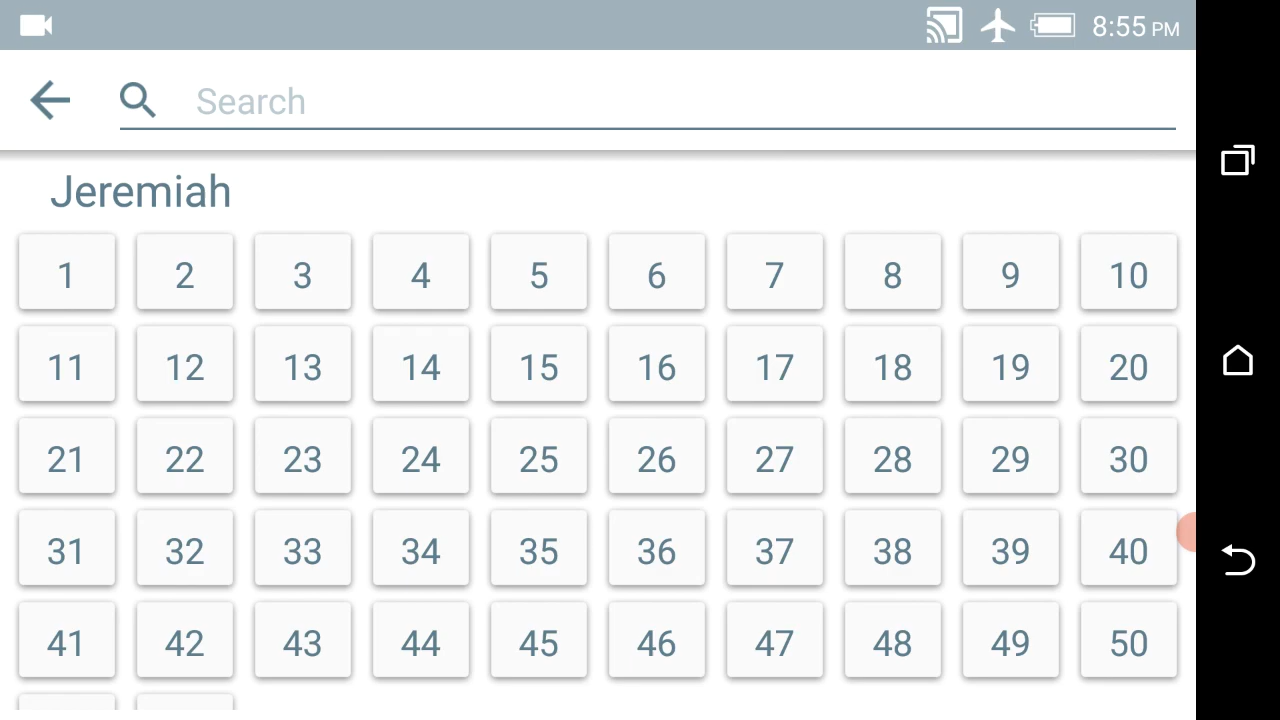 8:55 PM
Search
Jeremiah
1 2 3 4 5 6 7 8 9 10
11 12 13 14 15 16 17 18 19 20
21 22 23 24 25 26 27 28 29 30
31 32 33 34 35 36 37 38 39 40
41 42 43 44 45 46 47 48 49 50